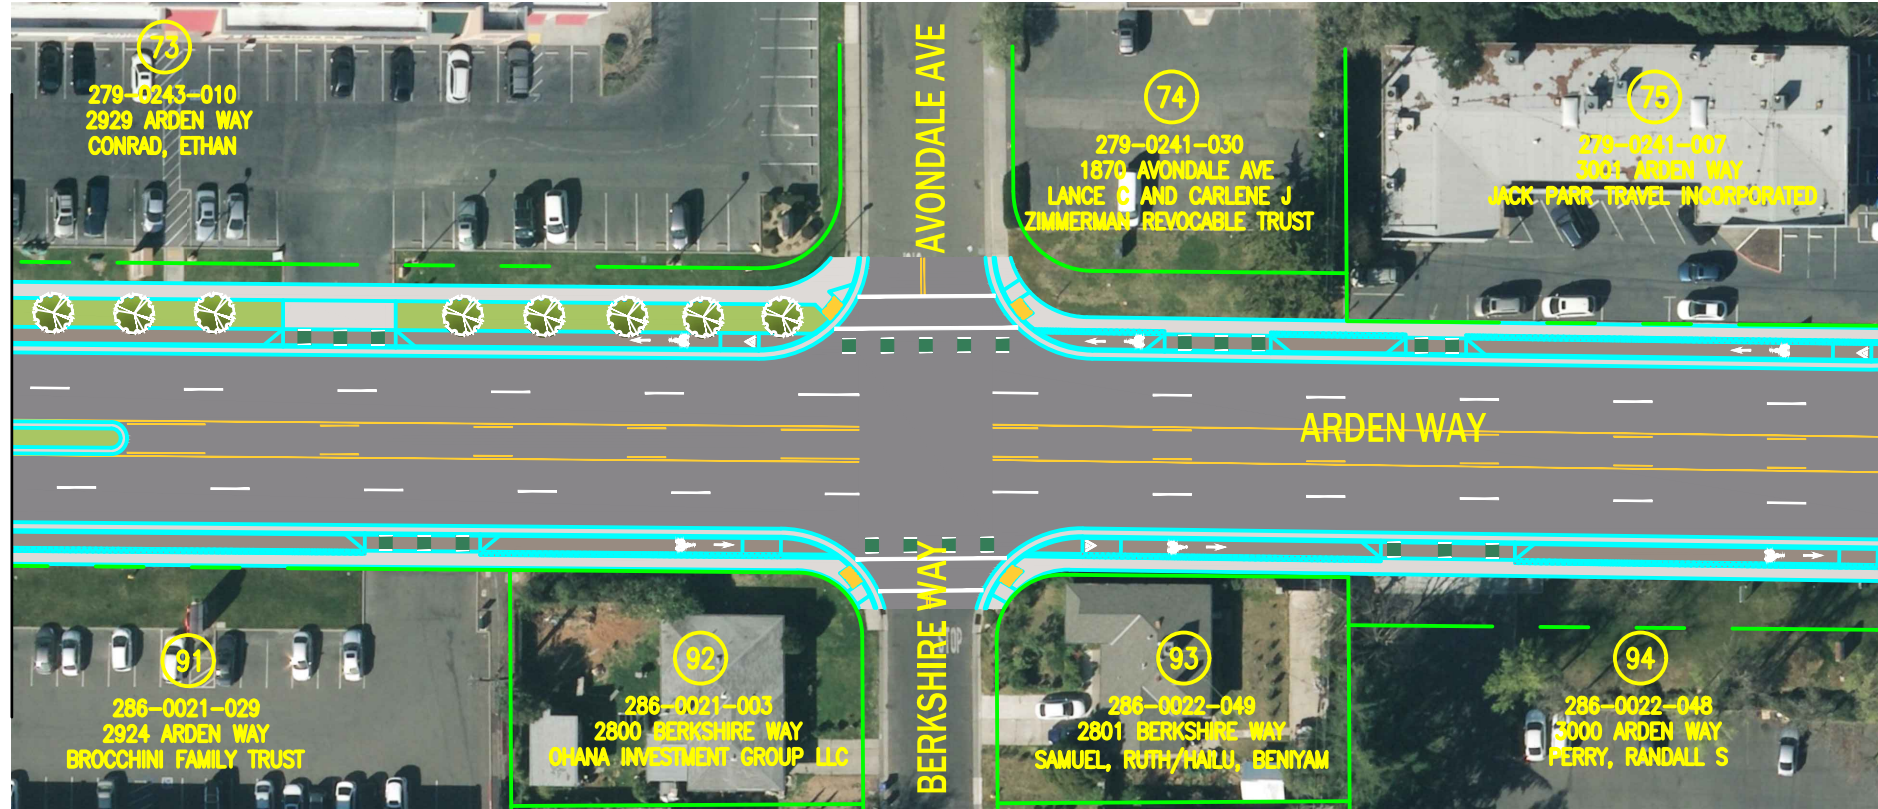 73
279-0243-010
2929 ARDEN WAY
CONRAD, ETHAN
AVONDALE AVE
74
279-0241-030
1870 AVONDALE AVE
LANCE C AND CARLENE J
ZIMMERMAN REVOCABLE TRUST
75
279-0241-007
3001 ARDEN WAY
JACK PARR TRAVEL INCORPORATED
ARDEN WAY
91
286-0021-029
2924 ARDEN WAY
BROCCHINI FAMILY TRUST
92
286-0021-003
2800 BERKSHIRE WAY
OHANA INVESTMENT GROUP LLC
BERKSHIRE WAY
STOP
93
286-0022-049
2801 BERKSHIRE WAY
SAMUEL, RUTH/HAILU, BENIYAM
94
286-0022-048
3000 ARDEN WAY
PERRY, RANDALL S